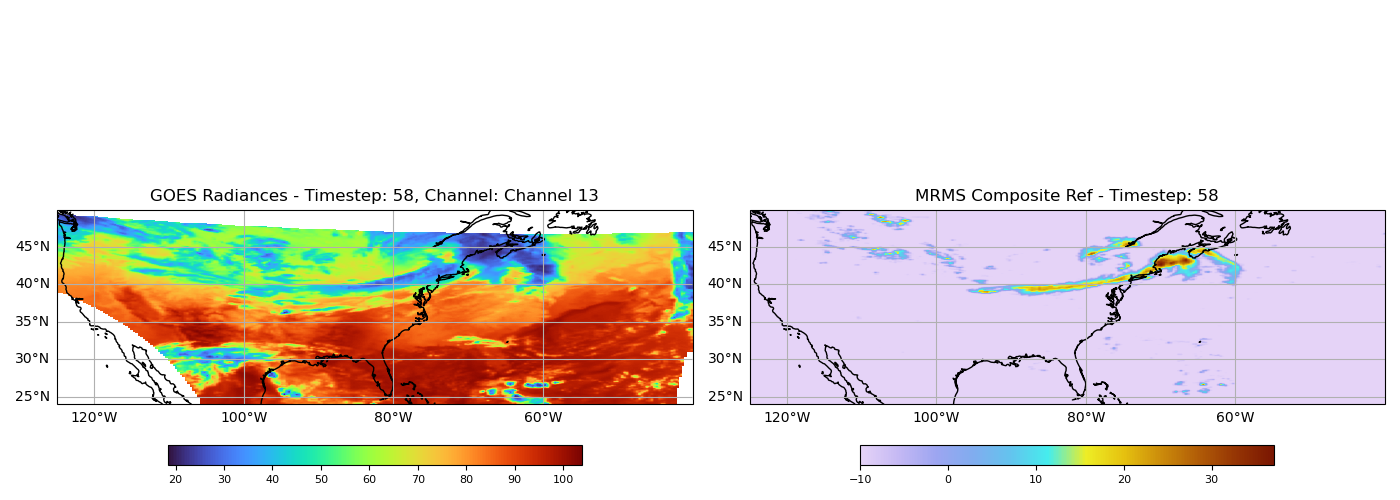 GOES Radiances - Timestep: 58, Channel: Channel 13
45°N
40°N
35°N
30°N
25°N
120°W 100°W 80°W 60°W
20 30 40 50 60 70 80 90 100
MRMS Composite Ref - Timestep: 58
45°N
40°N
35°N
30°N
25°N
120°W 100°W 80°W 60°W
−10 0 10 20 30